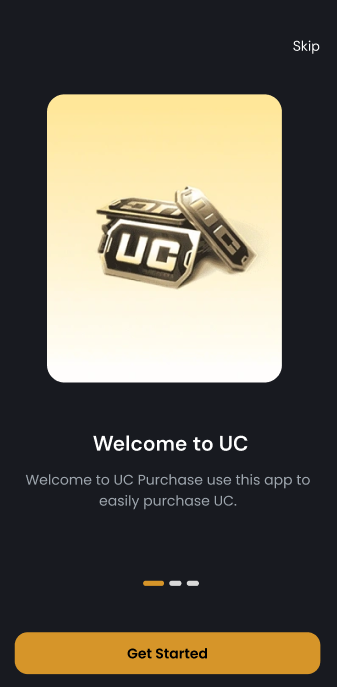 Skip
UC
Welcome to UC
Welcome to UC Purchase use this app to
easily purchase UC.
Get Started